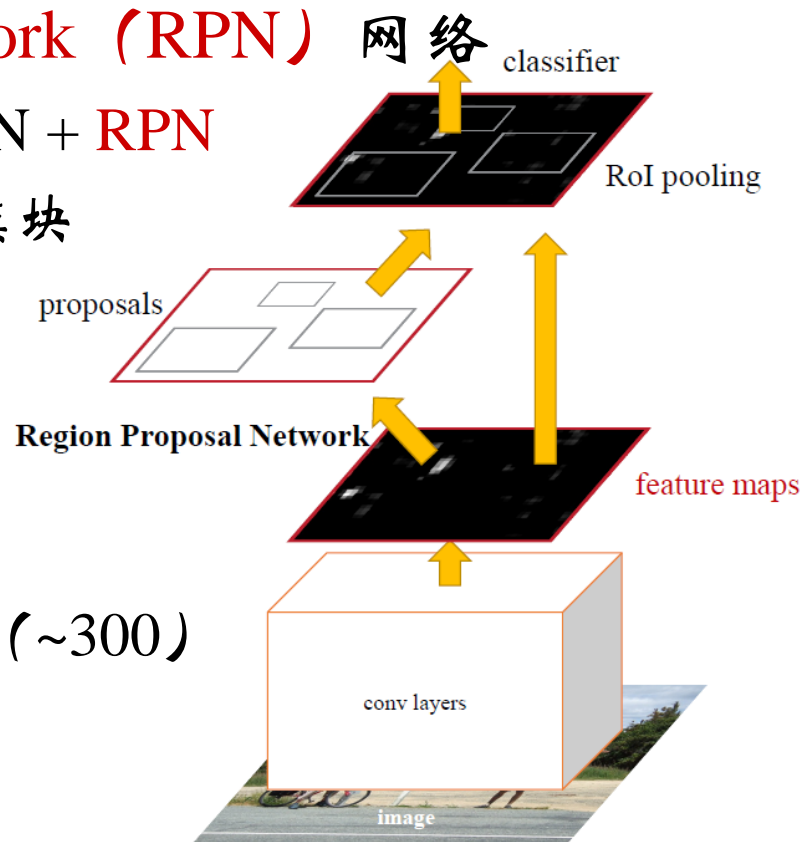 ork（RPN）网络
classifier
N + RPN
RoI pooling
块
proposals
Region Proposal Network
feature maps
（~300）
conv layers
image